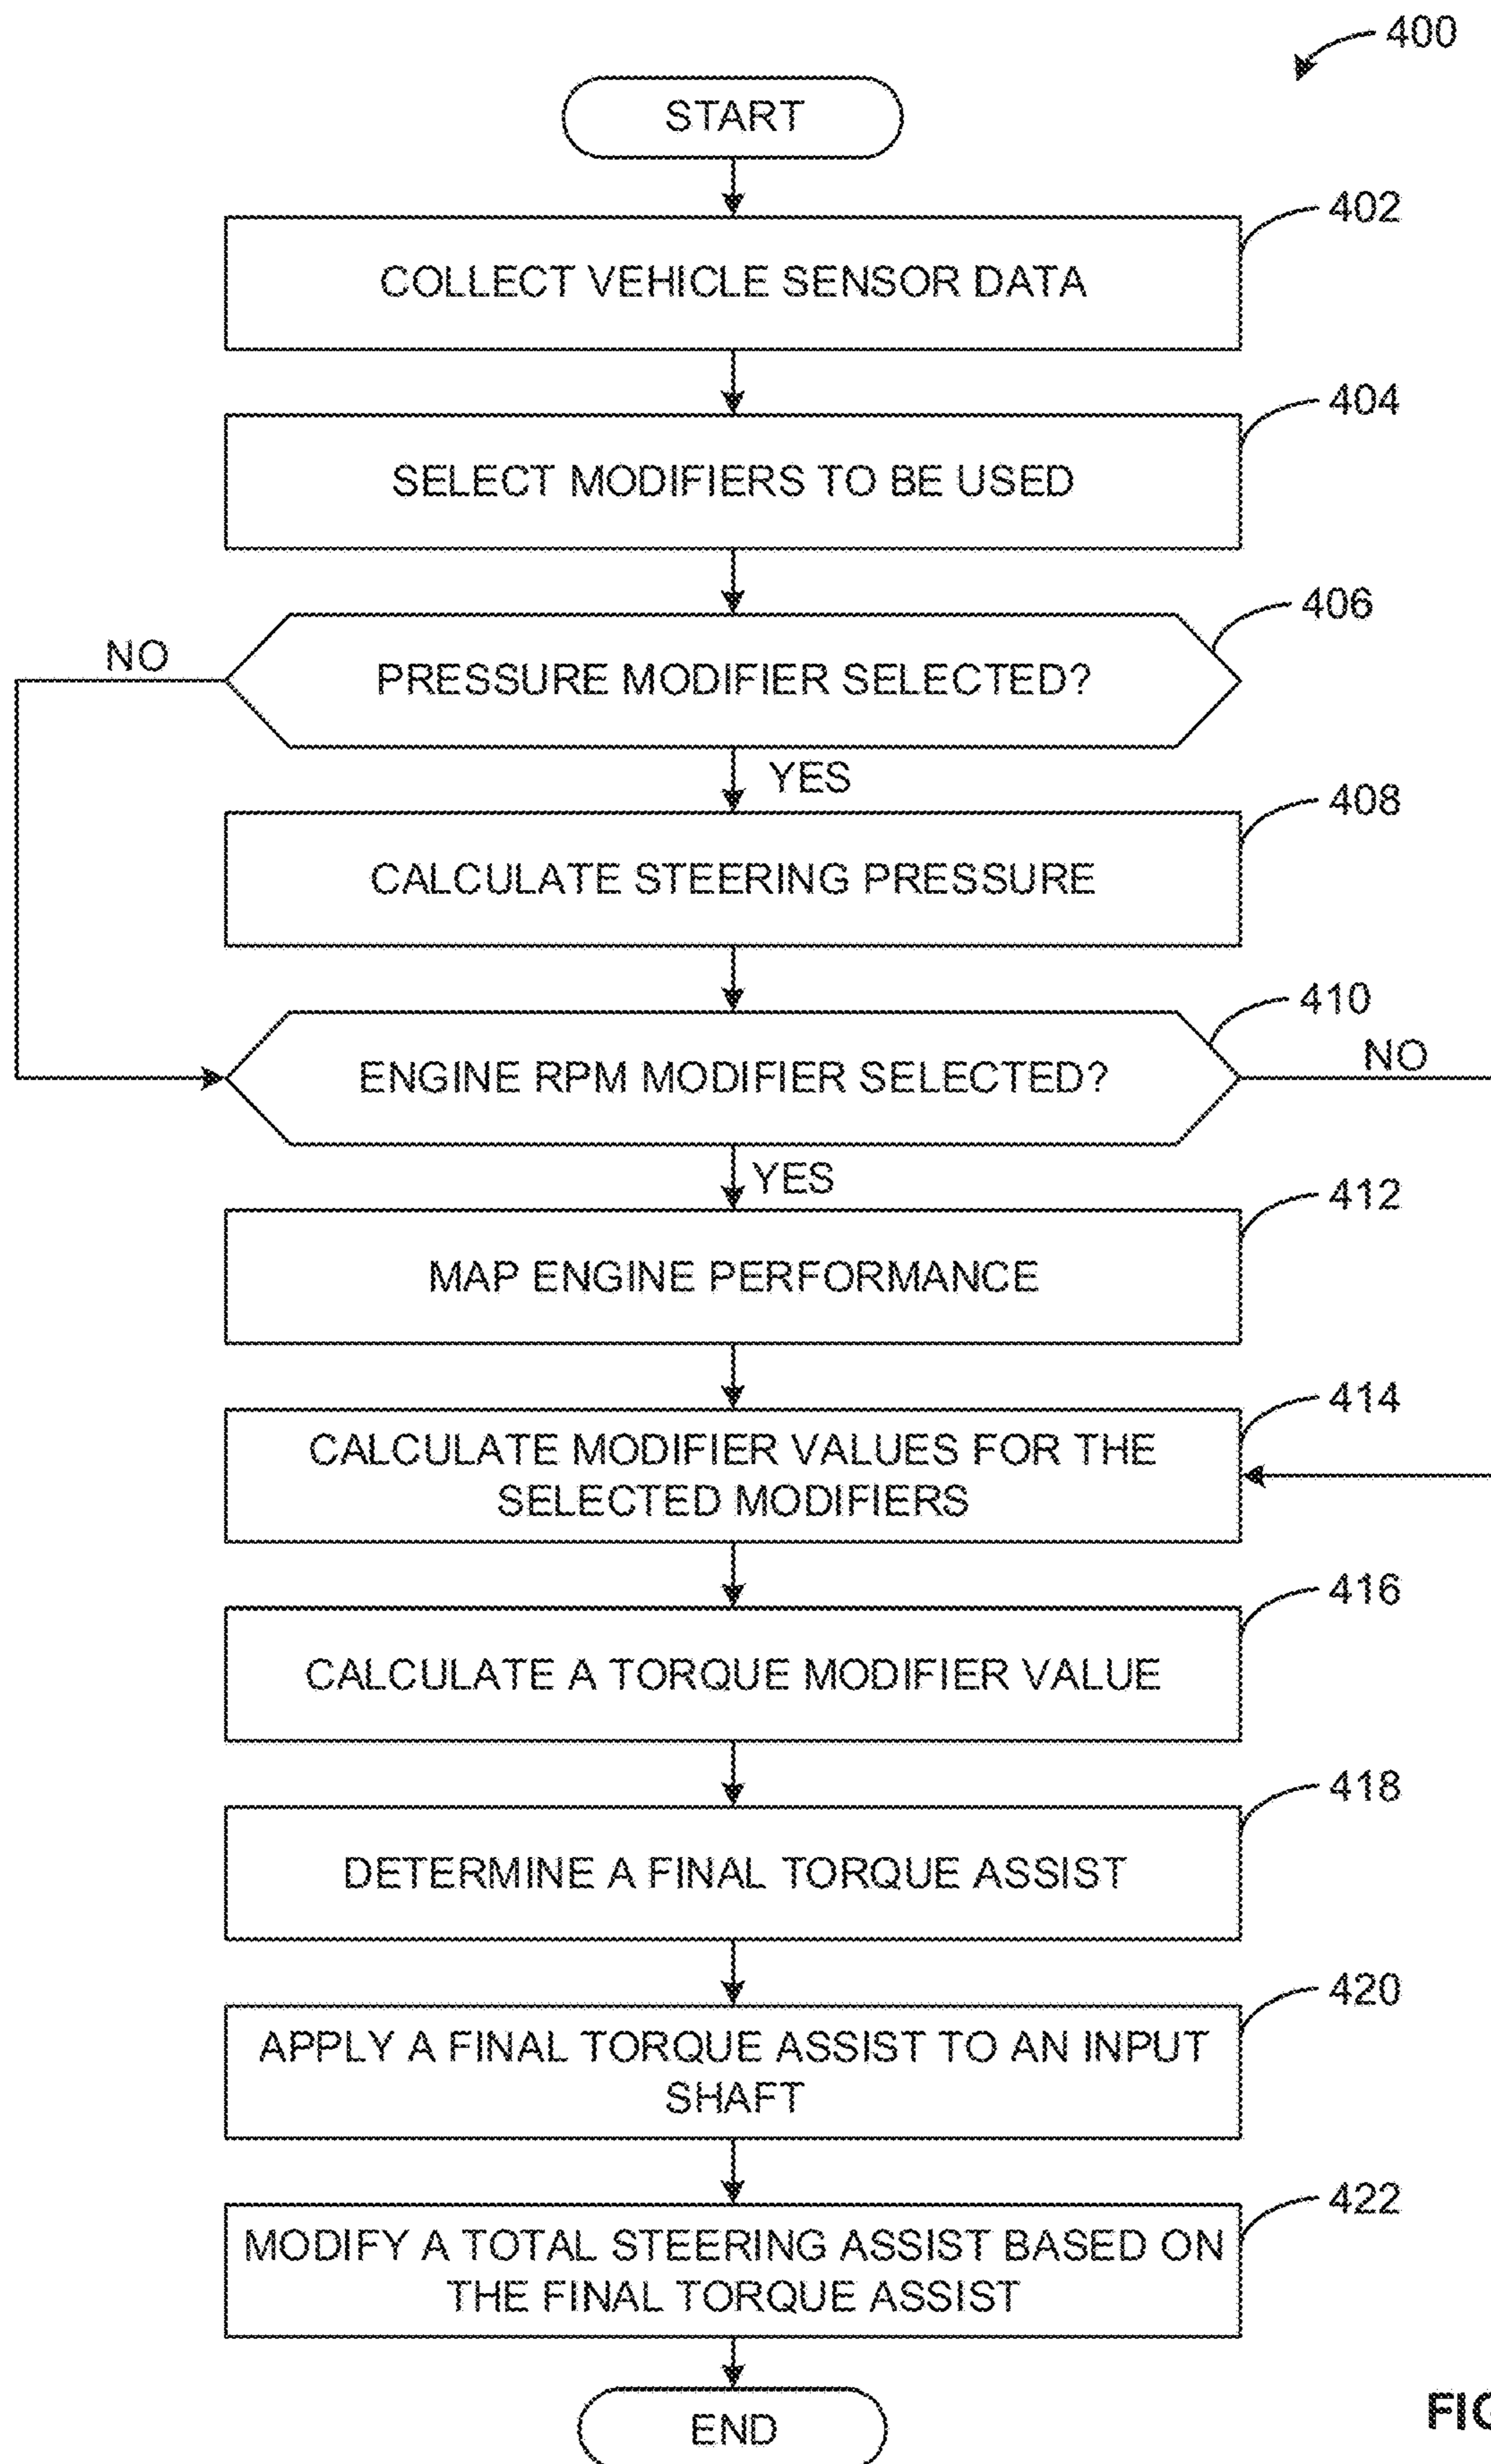 400
START
402
COLLECT VEHICLE SENSOR DATA
404
SELECT MODIFIERS TO BE USED
406
NO
PRESSURE MODIFIER SELECTED?
YES
408
CALCULATE STEERING PRESSURE
410
NO
ENGINE RPM MODIFIER SELECTED?
YES
412
MAP ENGINE PERFORMANCE
414
CALCULATE MODIFIER VALUES FOR THE
SELECTED MODIFIERS
416
CALCULATE A TORQUE MODIFIER VALUE
418
DETERMINE A FINAL TORQUE ASSIST
420
APPLY A FINAL TORQUE ASSIST TO AN INPUT
SHAFT
422
MODIFY A TOTAL STEERING ASSIST BASED ON
THE FINAL TORQUE ASSIST
END